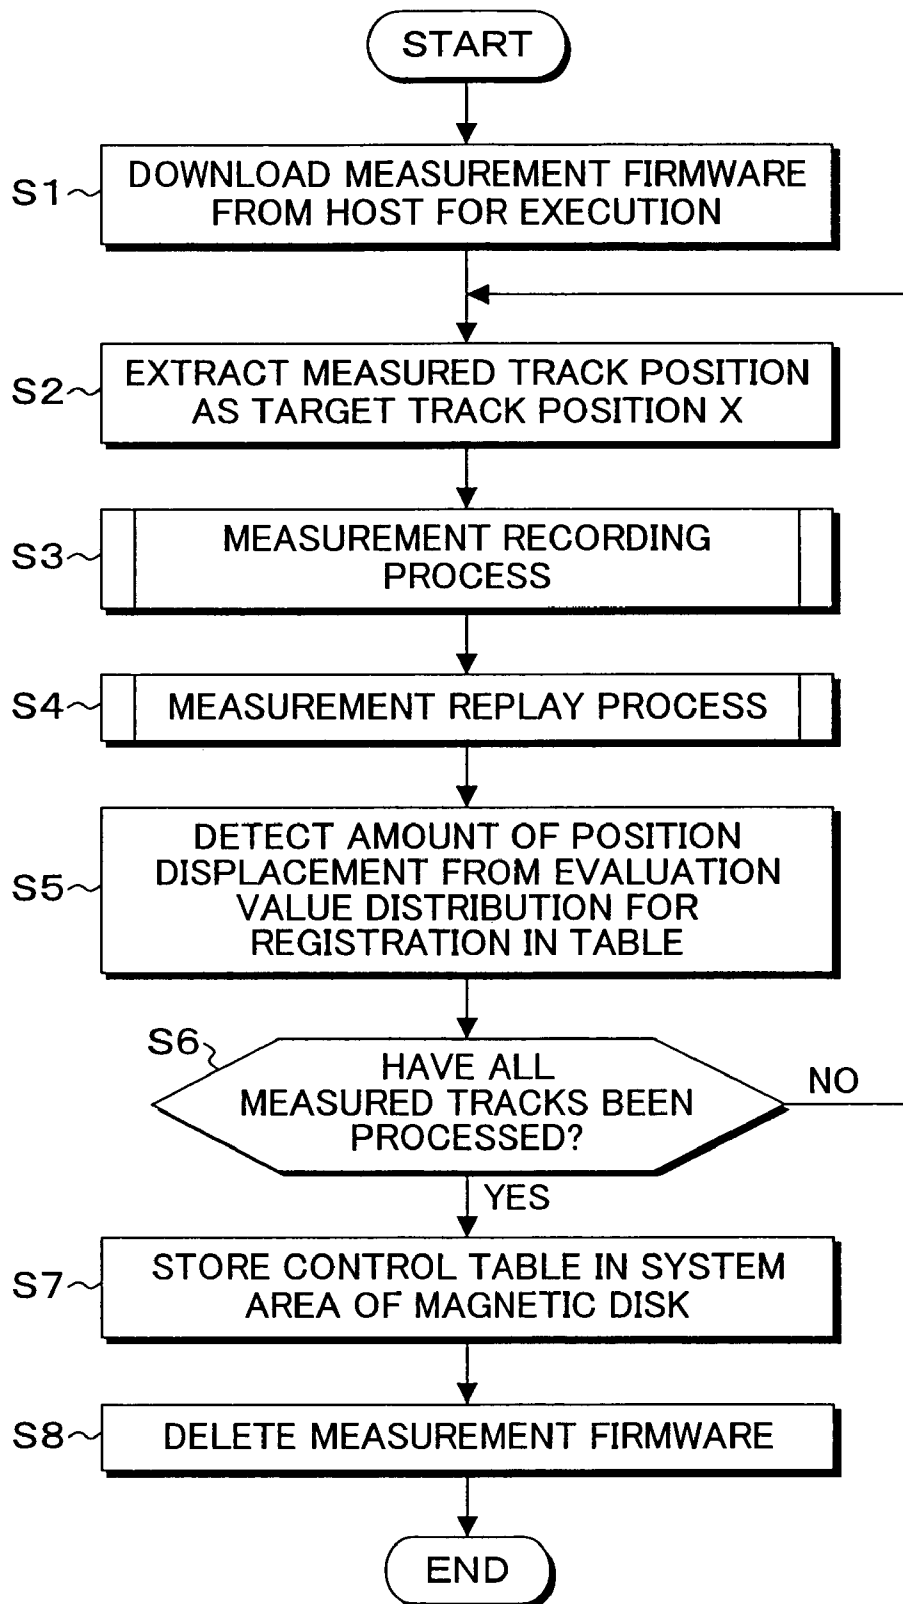 START
S1
DOWNLOAD MEASUREMENT FIRMWARE
FROM HOST FOR EXECUTION
S2
EXTRACT MEASURED TRACK POSITION
AS TARGET TRACK POSITION X
S3
MEASUREMENT RECORDING
PROCESS
S4
MEASUREMENT REPLAY PROCESS
S5
DETECT AMOUNT OF POSITION
DISPLACEMENT FROM EVALUATION
VALUE DISTRIBUTION FOR
REGISTRATION IN TABLE
S6
HAVE ALL
MEASURED TRACKS BEEN
PROCESSED?
NO
YES
S7
STORE CONTROL TABLE IN SYSTEM
AREA OF MAGNETIC DISK
S8
DELETE MEASUREMENT FIRMWARE
END